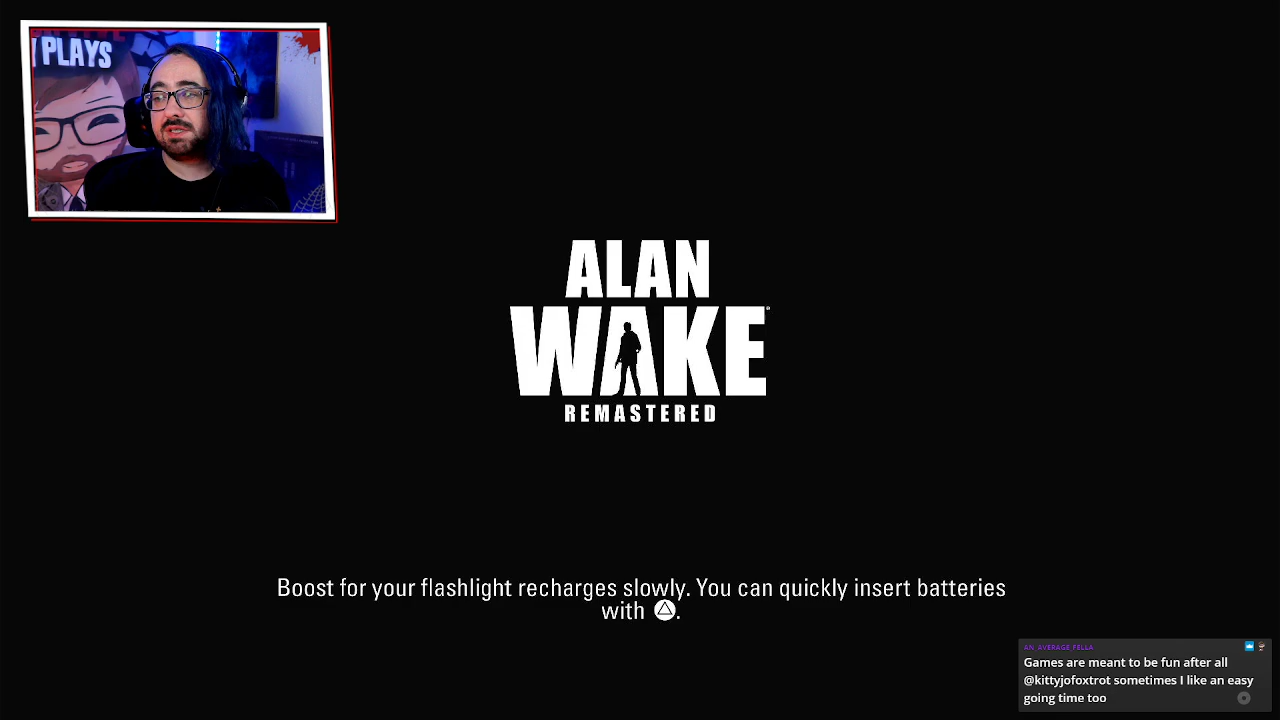 PLAYS
ALAN
WAKE
REMASTERED
Boost for your flashlight recharges slowly. You can quickly insert batteries
with
AN_AVERAGE_FELLA
Games are meant to be fun after all
@kittyjofoxtrot sometimes I like an easy
going time too